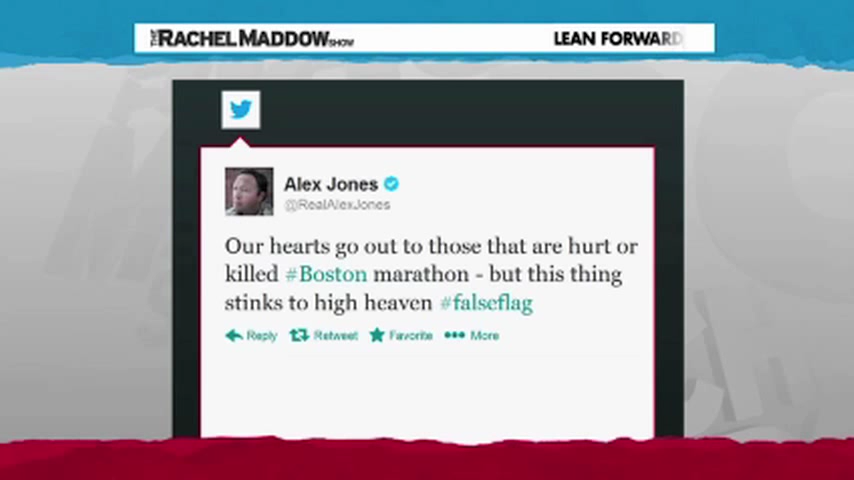 THE RACHEL MADDOW SHOW
LEAN FORWARD
Alex Jones
@RealAlexJones
Our hearts go out to those that are hurt or
killed #Boston marathon - but this thing
stinks to high heaven #falseflag
Reply Retweet Favorite More